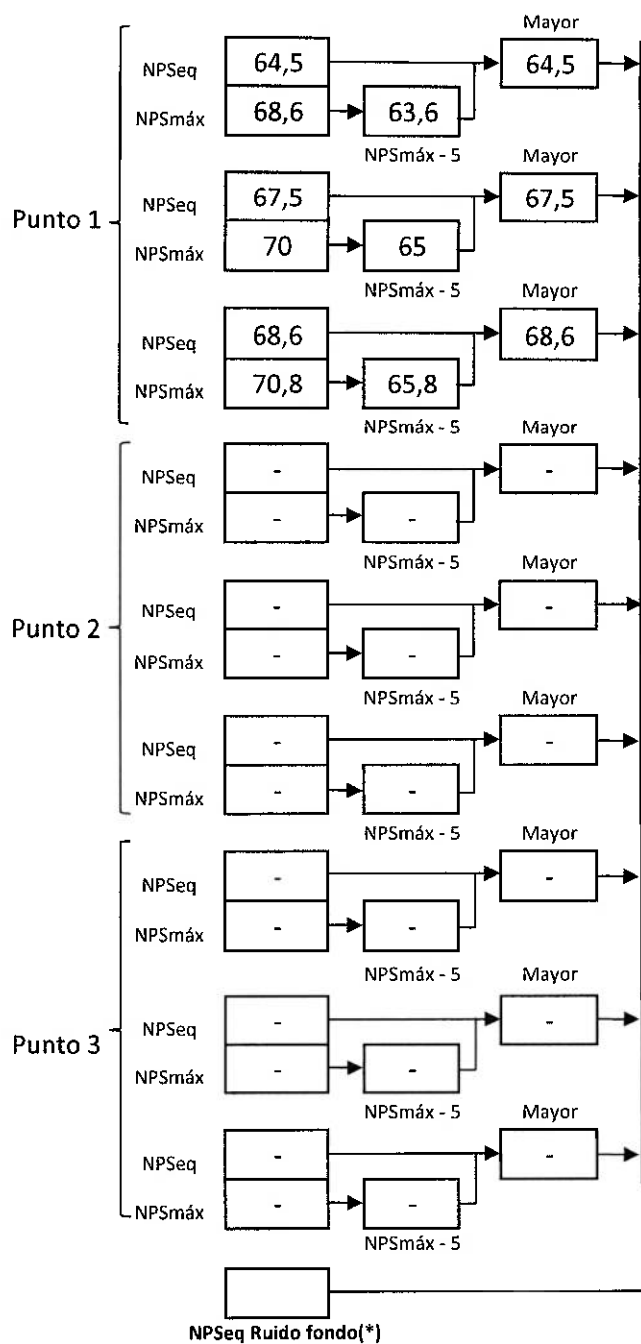 Mayor
NPSeq 64,5 64,5
NPSmáx 68,6 63,6
NPSmáx - 5
Mayor
Punto 1
NPSeq 67,5 67,5
NPSmáx 70 65
NPSmáx - 5
Mayor
NPSeq 68,6 68,6
NPSmáx 70,8 65,8
NPSmáx - 5
Mayor
NPSeq - -
NPSmáx - -
NPSmáx - 5
Mayor
Punto 2
NPSeq - -
NPSmáx - -
NPSmáx - 5
Mayor
NPSeq - -
NPSmáx - -
NPSmáx - 5
Mayor
NPSeq - -
NPSmáx - -
NPSmáx - 5
Mayor
Punto 3
NPSeq - -
NPSmáx - -
NPSmáx - 5
Mayor
NPSeq - -
NPSmáx - -
NPSmáx - 5
NPSeq Ruido fondo(*)